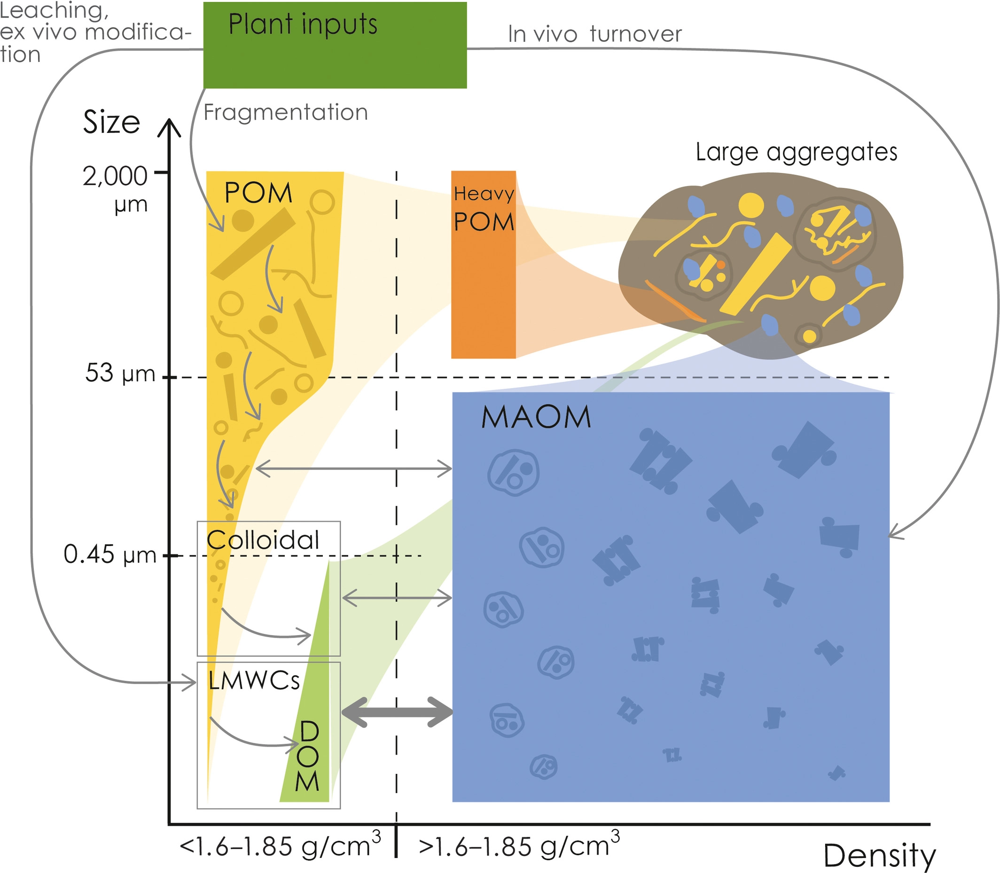 Leaching,
ex vivo modifica-
tion
Plant inputs
In vivo turnover
Fragmentation
Size
2,000
µm
53 µm
0.45 µm
POM
Heavy
POM
Large aggregates
MAOM
Colloidal
LMWCs
D
O
M
<1.6–1.85 g/cm³
>1.6–1.85 g/cm³
Density